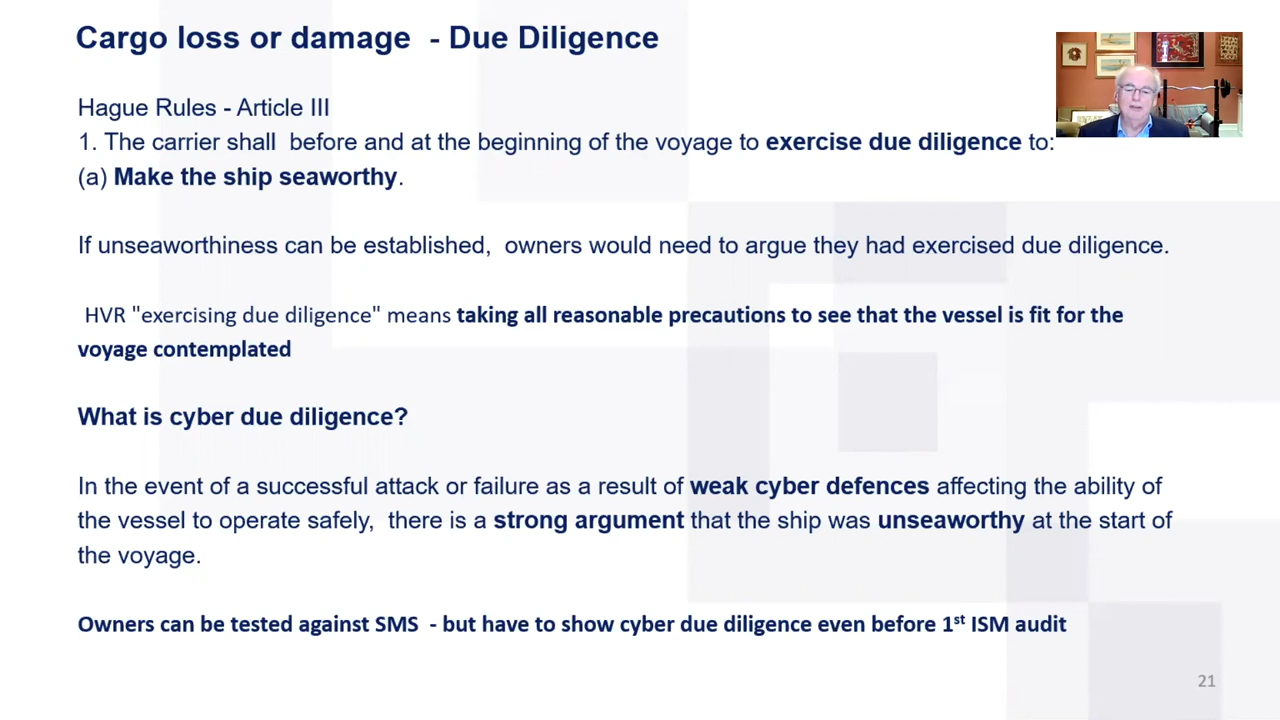 Cargo loss or damage - Due Diligence
Hague Rules - Article III
1. The carrier shall before and at the beginning of the voyage to exercise due diligence to:
(a) Make the ship seaworthy.
If unseaworthiness can be established, owners would need to argue they had exercised due diligence.
HVR "exercising due diligence" means taking all reasonable precautions to see that the vessel is fit for the
voyage contemplated
What is cyber due diligence?
In the event of a successful attack or failure as a result of weak cyber defences affecting the ability of
the vessel to operate safely, there is a strong argument that the ship was unseaworthy at the start of
the voyage.
Owners can be tested against SMS - but have to show cyber due diligence even before 1st ISM audit
21